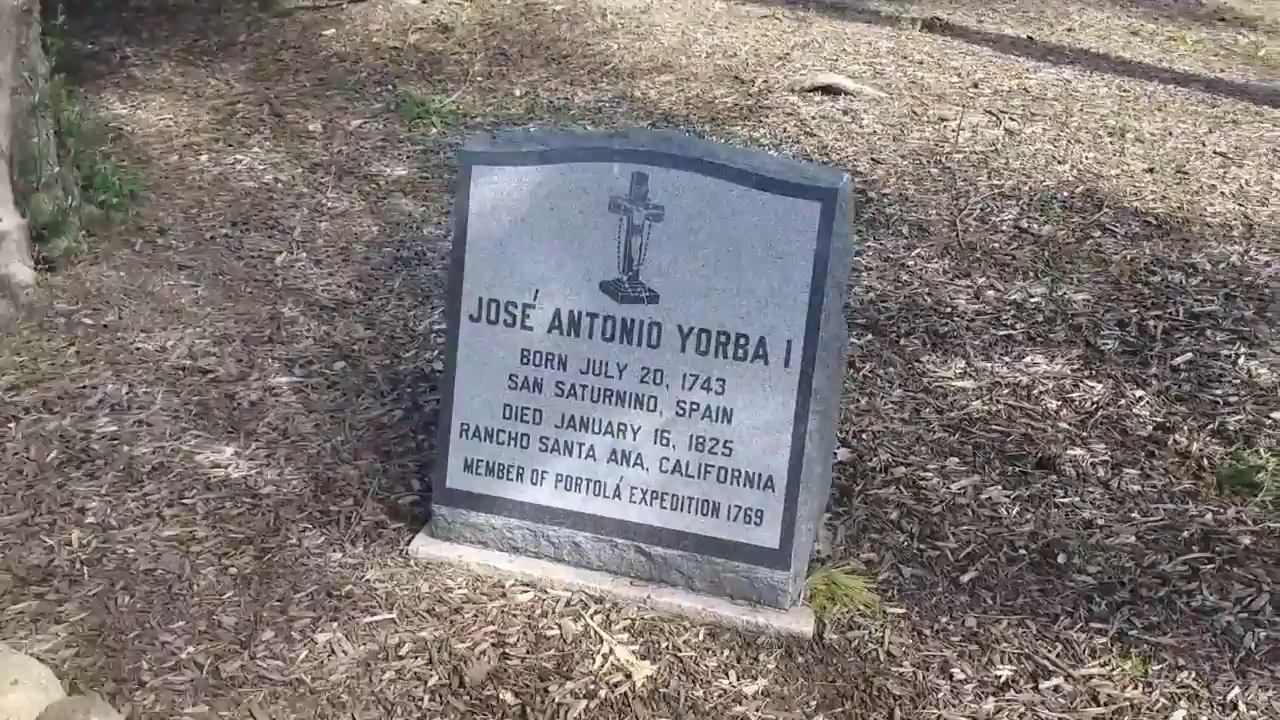 JOSÉ ANTONIO YORBA I
BORN JULY 20, 1743
SAN SATURNINO, SPAIN
DIED JANUARY 16, 1825
RANCHO SANTA ANA, CALIFORNIA
MEMBER OF PORTOLÁ EXPEDITION 1769